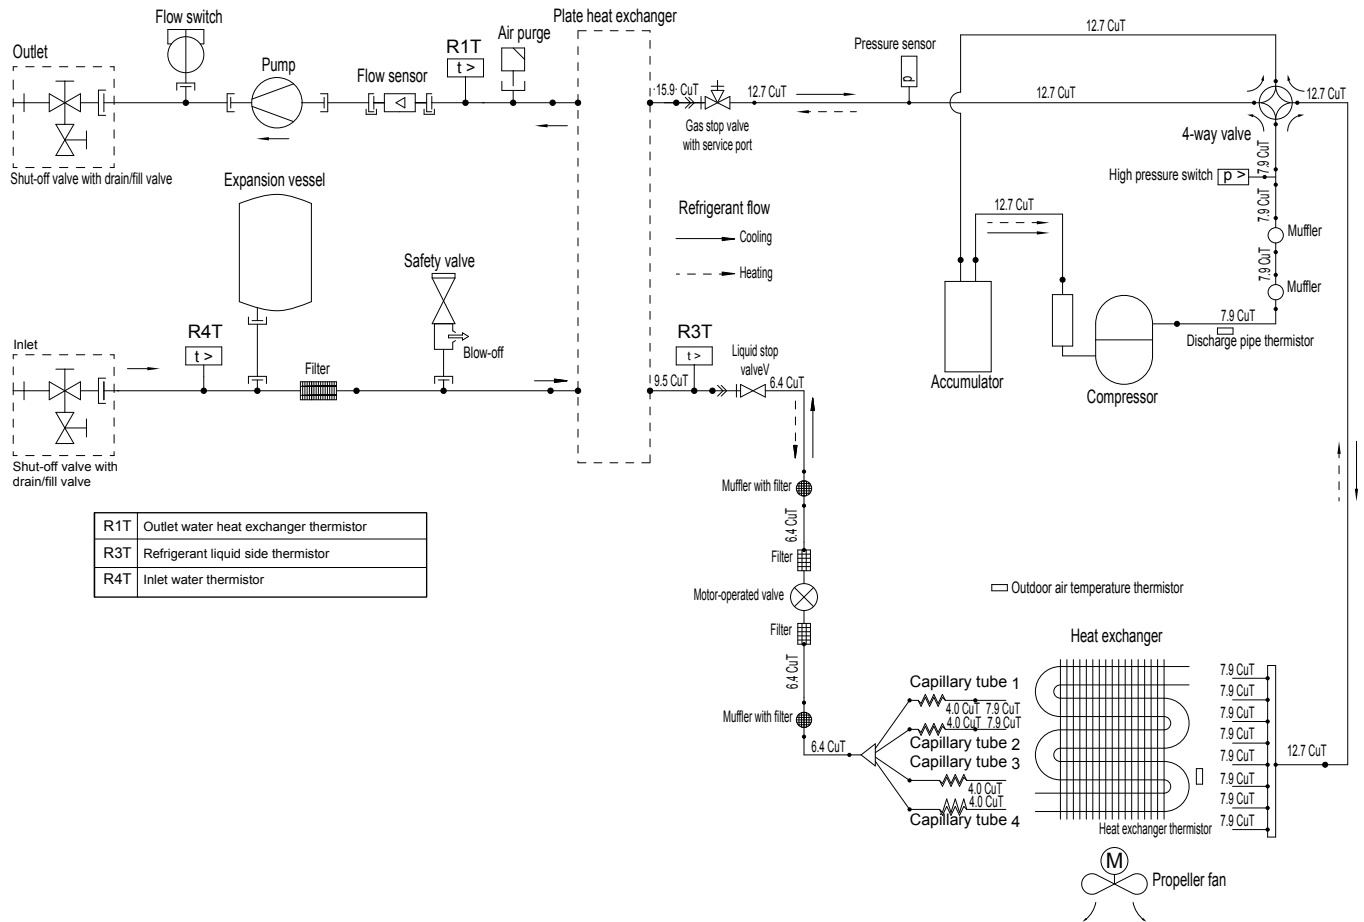 Flow switch
Plate heat exchanger
12.7 CuT
Outlet
Pump
Flow sensor
R1T
t >
Air purge
Pressure sensor
p
15.9 CuT
12.7 CuT
12.7 CuT
12.7 CuT
12.7 CuT
Gas stop valve
with service port
4-way valve
Shut-off valve with drain/fill valve
Expansion vessel
7.9 CuT
High pressure switch
p >
Refrigerant flow
Cooling
Heating
12.7 CuT
7.9 CuT
Muffler
7.9 CuT
Muffler
Safety valve
Blow-off
7.9 CuT
Discharge pipe thermistor
Inlet
R4T
t >
Filter
R3T
t >
Liquid stop
valveV
9.5 CuT
6.4 CuT
Accumulator
Compressor
Shut-off valve with
drain/fill valve
Muffler with filter
6.4 CuT
R1T Outlet water heat exchanger thermistor
R3T Refrigerant liquid side thermistor
R4T Inlet water thermistor
Filter
Motor-operated valve
Filter
6.4 CuT
Muffler with filter
6.4 CuT
Outdoor air temperature thermistor
Heat exchanger
Capillary tube 1
4.0 CuT 7.9 CuT
4.0 CuT 7.9 CuT
Capillary tube 2
Capillary tube 3
4.0 CuT
4.0 CuT
Capillary tube 4
7.9 CuT
7.9 CuT
7.9 CuT
7.9 CuT
7.9 CuT
7.9 CuT
7.9 CuT
7.9 CuT
12.7 CuT
Heat exchanger thermistor
M
Propeller fan